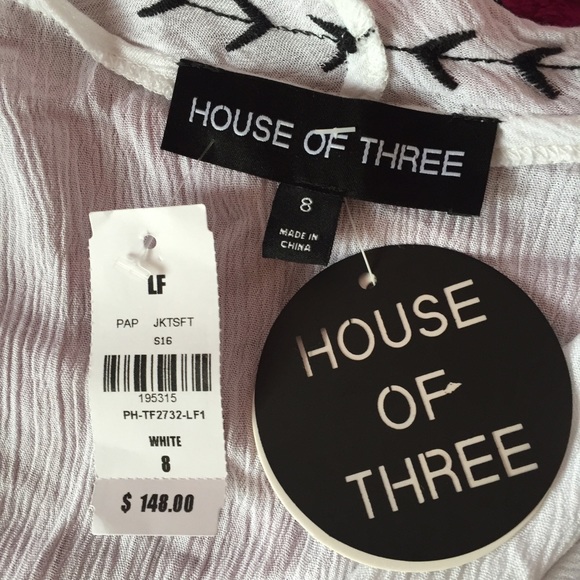 HOUSE OF THREE
8
MADE IN
CHINA
LF
PAP JKTSFT
S16
195315
PH-TF2732-LF1
WHITE
8
$ 148.00
HOUSE
OF
THREE